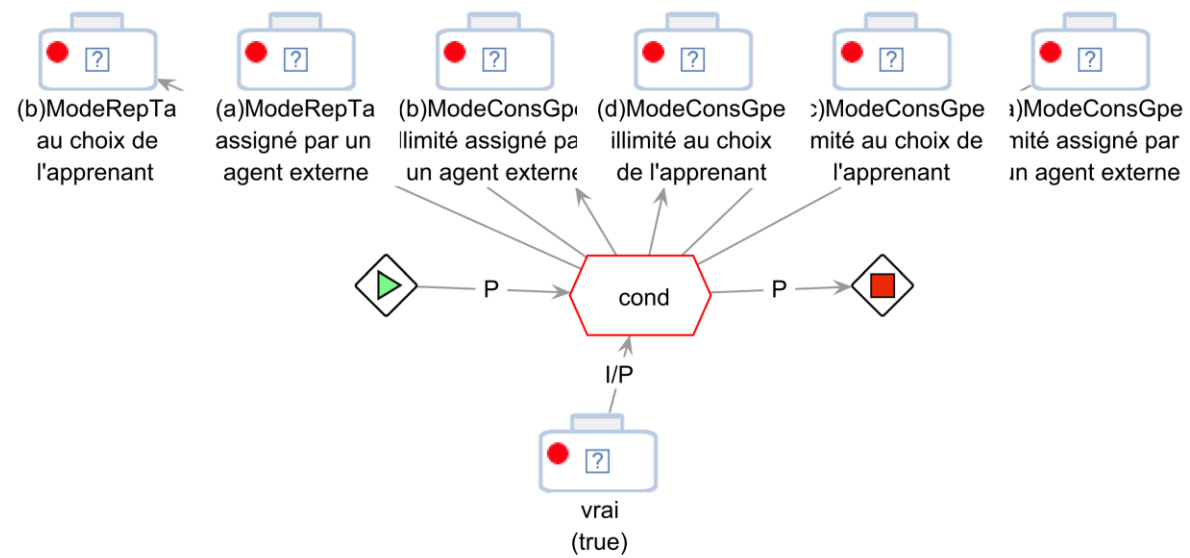 (b)ModeRepTa
au choix de
l'apprenant
(a)ModeRepTa
assigné par un
agent externe
(b)ModeConsGpe
llimité assigné pa
un agent externe
(d)ModeConsGpe
illimité au choix
de l'apprenant
c)ModeConsGpe
mité au choix de
l'apprenant
a)ModeConsGpe
mité assigné par
un agent externe
P
cond
P
I/P
vrai
(true)